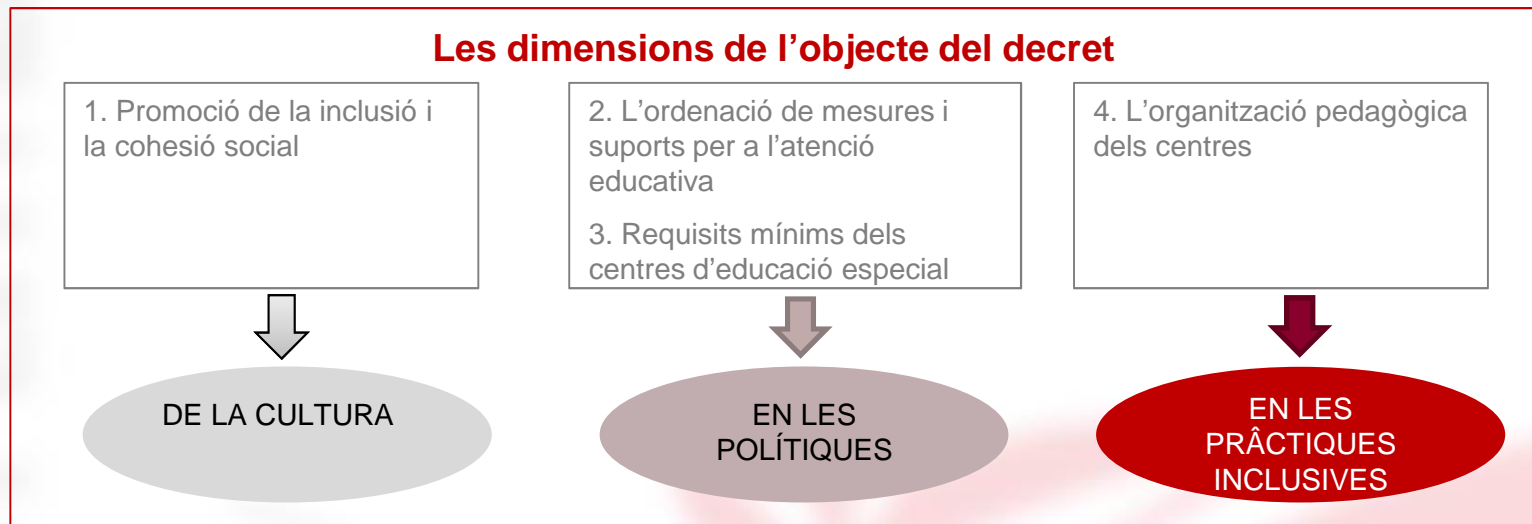 Les dimensions de l’objecte del decret
1. Promoció de la inclusió i
la cohesió social
2. L’ordenació de mesures i
suports per a l’atenció
educativa
3. Requisits mínims dels
centres d’educació especial
4. L’organització pedagògica
dels centres
DE LA CULTURA
EN LES
POLÍTIQUES
EN LES
PRÂCTIQUES
INCLUSIVES